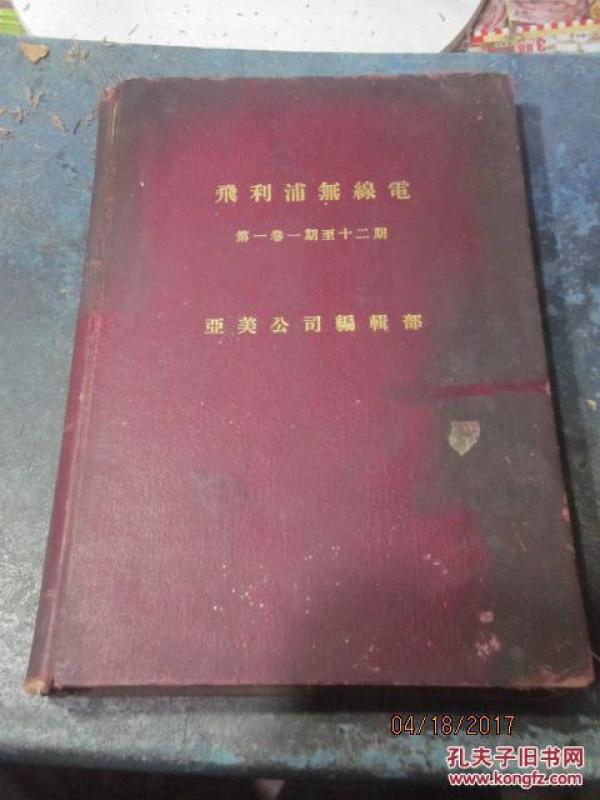 飛利浦無線電
第一卷一期至十二期
亞美公司編輯部
04/18/2017
孔夫子旧书网
www.kongfz.com